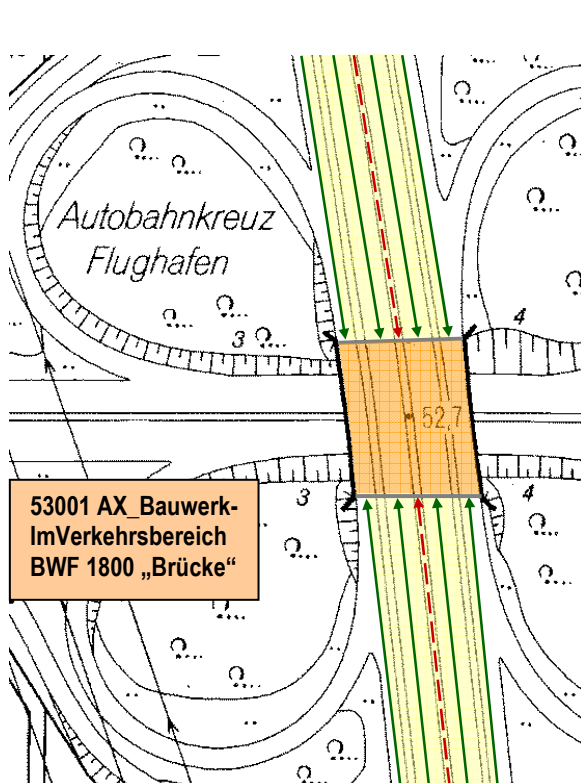 Autobahnkreuz
Flughafen
3
4
52,7
3
4
53001 AX_Bauwerk-
ImVerkehrsbereich
BWF 1800 „Brücke“